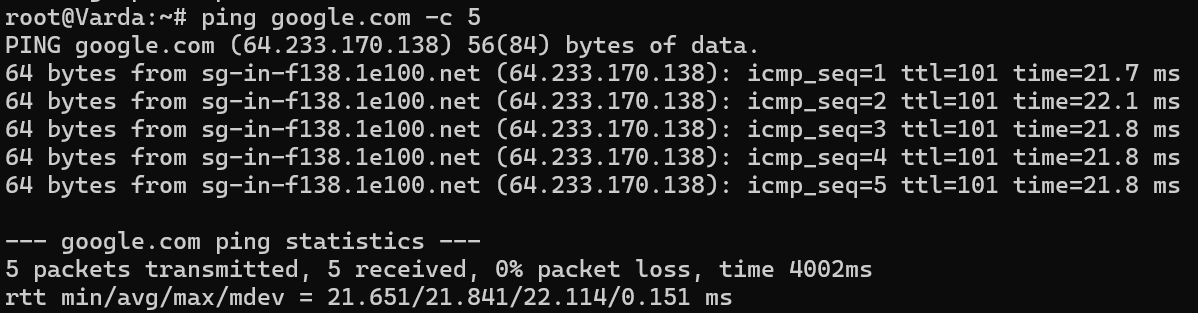 root@Varda:~# ping google.com -c 5
PING google.com (64.233.170.138) 56(84) bytes of data.
64 bytes from sg-in-f138.1e100.net (64.233.170.138): icmp_seq=1 ttl=101 time=21.7 ms
64 bytes from sg-in-f138.1e100.net (64.233.170.138): icmp_seq=2 ttl=101 time=22.1 ms
64 bytes from sg-in-f138.1e100.net (64.233.170.138): icmp_seq=3 ttl=101 time=21.8 ms
64 bytes from sg-in-f138.1e100.net (64.233.170.138): icmp_seq=4 ttl=101 time=21.8 ms
64 bytes from sg-in-f138.1e100.net (64.233.170.138): icmp_seq=5 ttl=101 time=21.8 ms

--- google.com ping statistics ---
5 packets transmitted, 5 received, 0% packet loss, time 4002ms
rtt min/avg/max/mdev = 21.651/21.841/22.114/0.151 ms